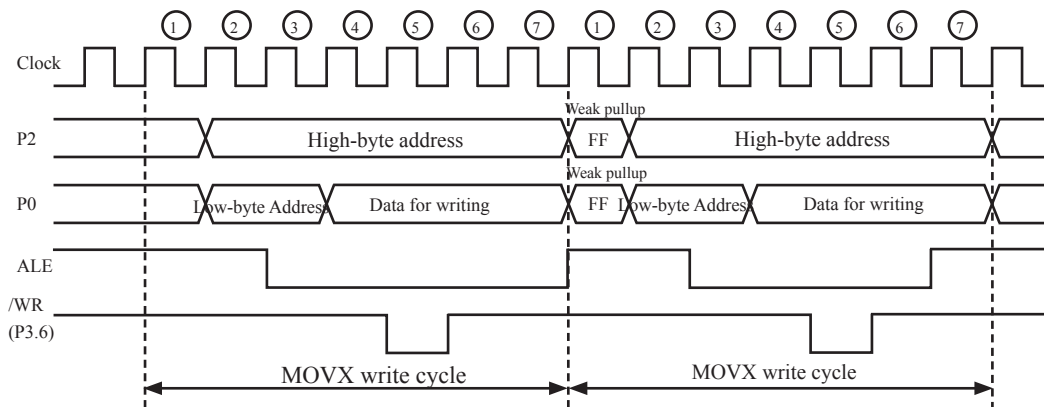 1 2 3 4 5 6 7 1 2 3 4 5 6 7
Clock
Weak pullup
P2 High-byte address FF High-byte address
Weak pullup
P0 Low-byte Address Data for writing FF Low-byte Address Data for writing
ALE
/WR
(P3.6)
MOVX write cycle MOVX write cycle